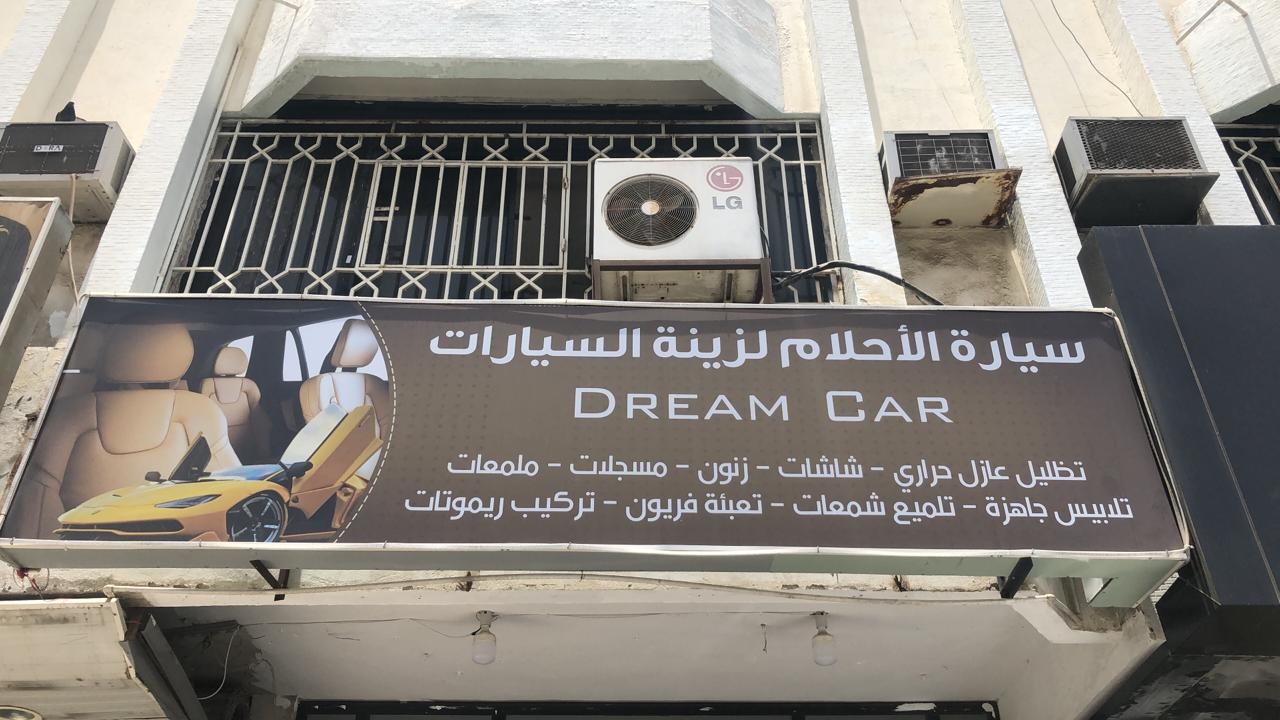 DORA
LG
سيارة الأحلام لزينة السيارات
DREAM CAR
تظليل عازل حراري - شاشات - زنون - مسجلات - ملمعات
تلابيس جاهزة - تلميع شمعات - تعبئة فريون - تركيب ريموتات